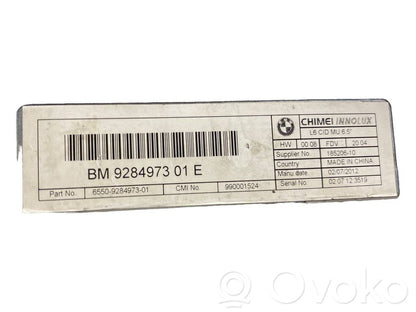 CHIMEI INNOLUX
L6 CID MU 6.5"
HW 00.08 FDV 20.04
Supplier No. 165206-10
Country MADE IN CHINA
Manu date 02/07/2012
Serial No 02.07.12.3519
BM 9284973 01 E
Part No. 6550-9284973-01 CMI No 990001524
Ovoko